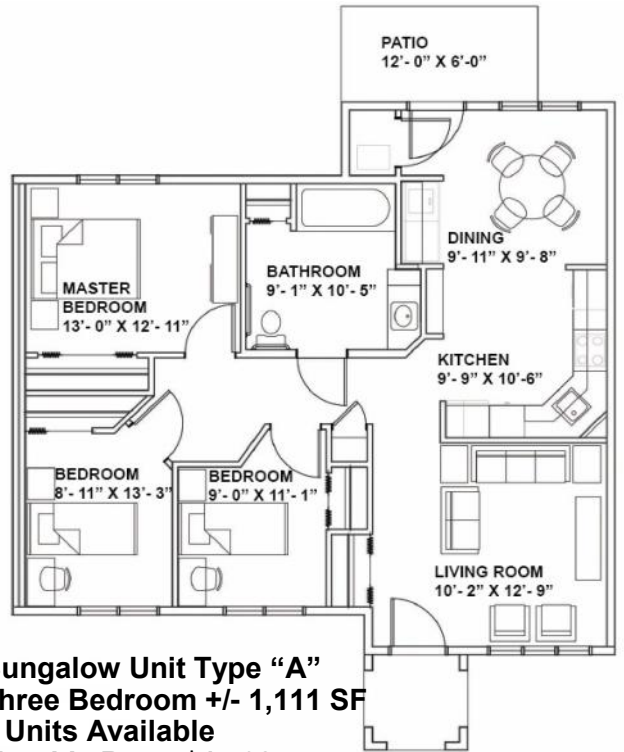 PATIO
12'- 0" X 6'-0"
DINING
9'- 11" X 9'- 8"
BATHROOM
9'- 1" X 10'- 5"
MASTER
BEDROOM
13'- 0" X 12'- 11"
KITCHEN
9'- 9" X 10'-6"
BEDROOM
8'- 11" X 13'- 3"
BEDROOM
9'- 0" X 11'- 1"
LIVING ROOM
10'- 2" X 12'- 9"
ungalow Unit Type “A”
hree Bedroom +/- 1,111 SF
Units Available